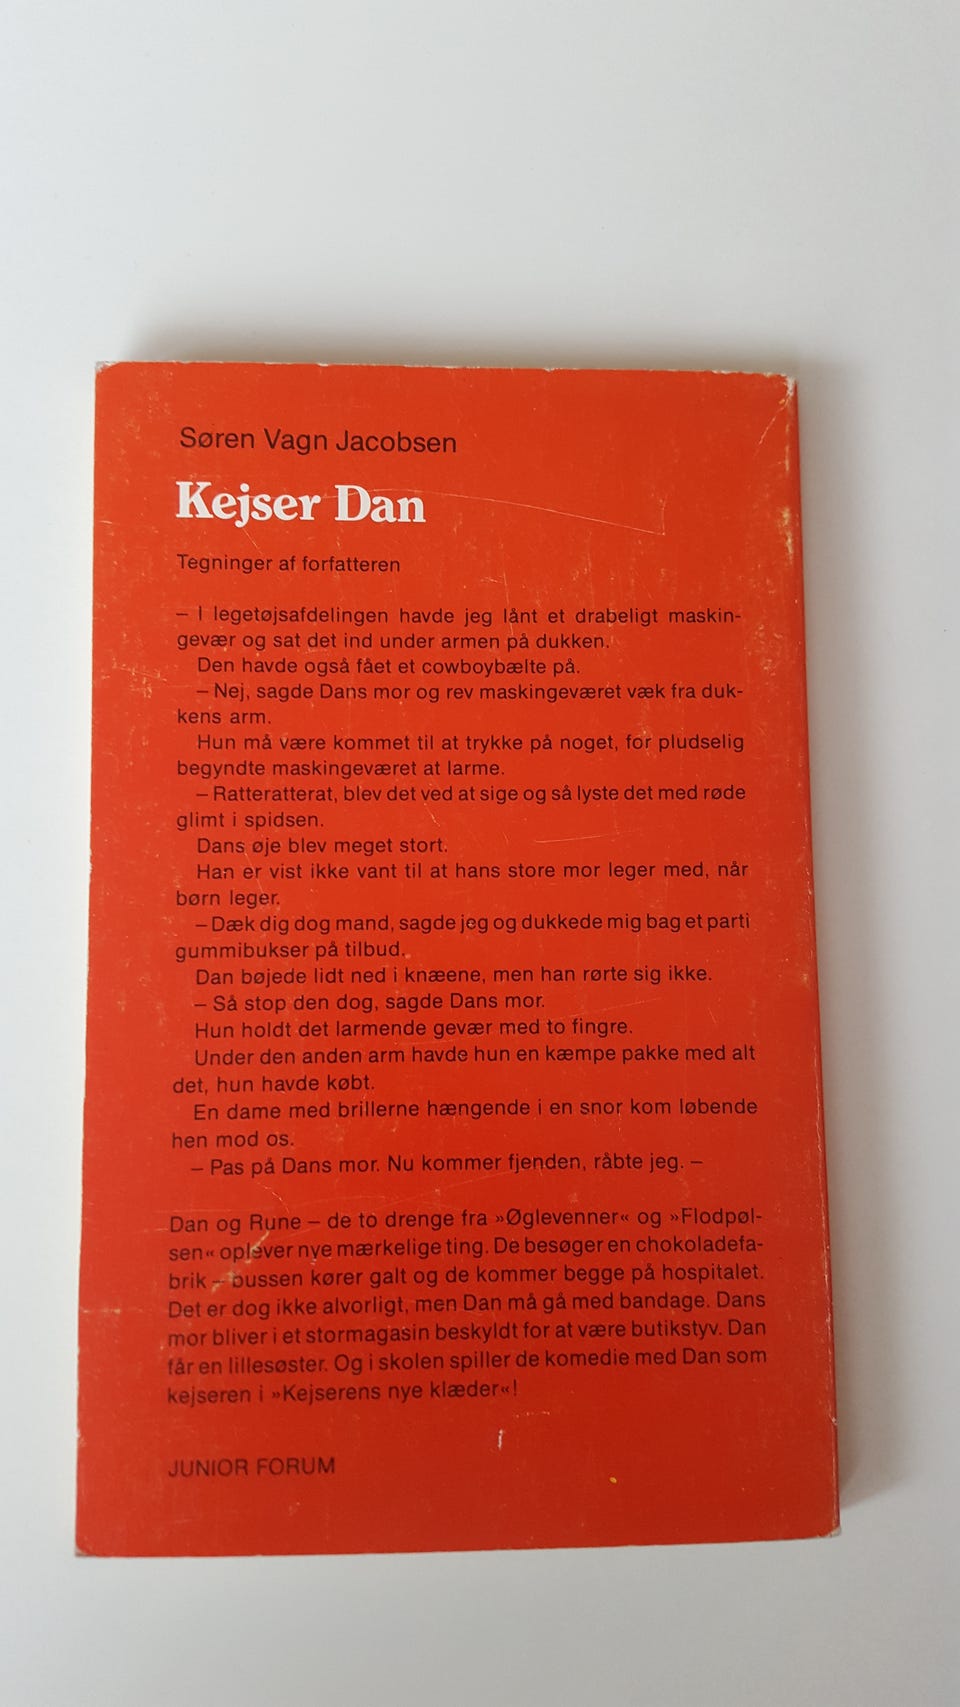 Søren Vagn Jacobsen
Kejser Dan
Tegninger af forfatteren
– I legetøjsafdelingen havde jeg lånt et drabeligt maskin-
gevær og sat det ind under armen på dukken.
Den havde også fået et cowboybælte på.
– Nej, sagde Dans mor og rev maskingeværet væk fra duk-
kens arm.
Hun må være kommet til at trykke på noget, for pludselig
begyndte maskingeværet at larme.
– Ratteratterat, blev det ved at sige og så lyste det med røde
glimt i spidsen.
Dans øje blev meget stort.
Han er vist ikke vant til at hans store mor leger med, når
børn leger.
– Dæk dig dog mand, sagde jeg og dukkede mig bag et parti
gummibukser på tilbud.
Dan bøjede lidt ned i knæene, men han rørte sig ikke.
– Så stop den dog, sagde Dans mor.
Hun holdt det larmende gevær med to fingre.
Under den anden arm havde hun en kæmpe pakke med alt
det, hun havde købt.
En dame med brillerne hængende i en snor kom løbende
hen mod os.
– Pas på Dans mor. Nu kommer fjenden, råbte jeg. –
Dan og Rune – de to drenge fra »Øglevenner« og »Flodpøl-
sen« oplever nye mærkelige ting. De besøger en chokoladefa-
brik – bussen kører galt og de kommer begge på hospitalet.
Det er dog ikke alvorligt, men Dan må gå med bandage. Dans
mor bliver i et stormagasin beskyldt for at være butikstyv. Dan
får en lillesøster. Og i skolen spiller de komedie med Dan som
kejseren i »Kejserens nye klæder«!
JUNIOR FORUM